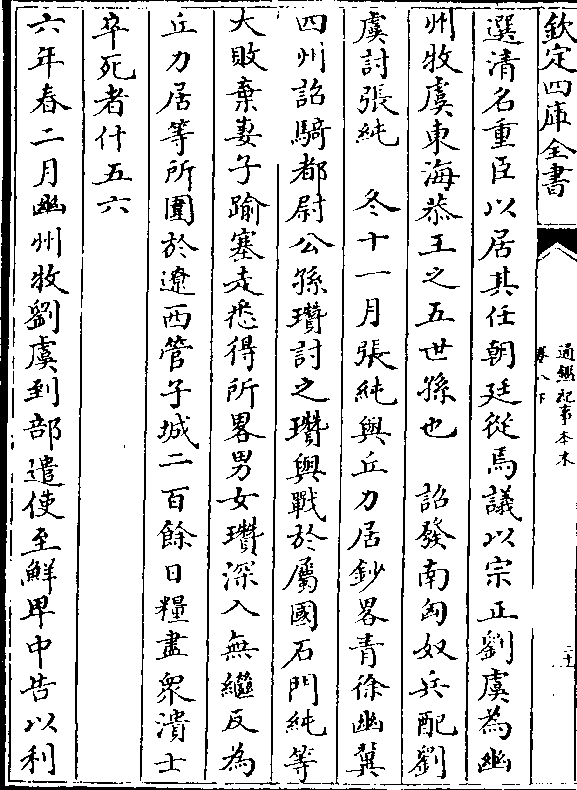 欽定四庫全書
通鑑紀事本末
卷八下
二十五
選清名重臣以居其任朝廷從焉議以宗正劉虞為幽
州牧虞東海恭王之五世孫也　詔發南匈奴兵配劉
虞討張純　冬十一月張純與丘力居鈔畧青徐幽冀
四州詔騎都尉公孫瓚討之瓚與戰於屬國石門純等
大敗棄妻子踰塞走悉得所畧男女瓚深入無繼反為
丘力居等所圍於遼西管子城二百餘日糧盡眾潰士
卒死者什五六
六年春二月幽州牧劉虞到部遣使至鮮卑中告以利